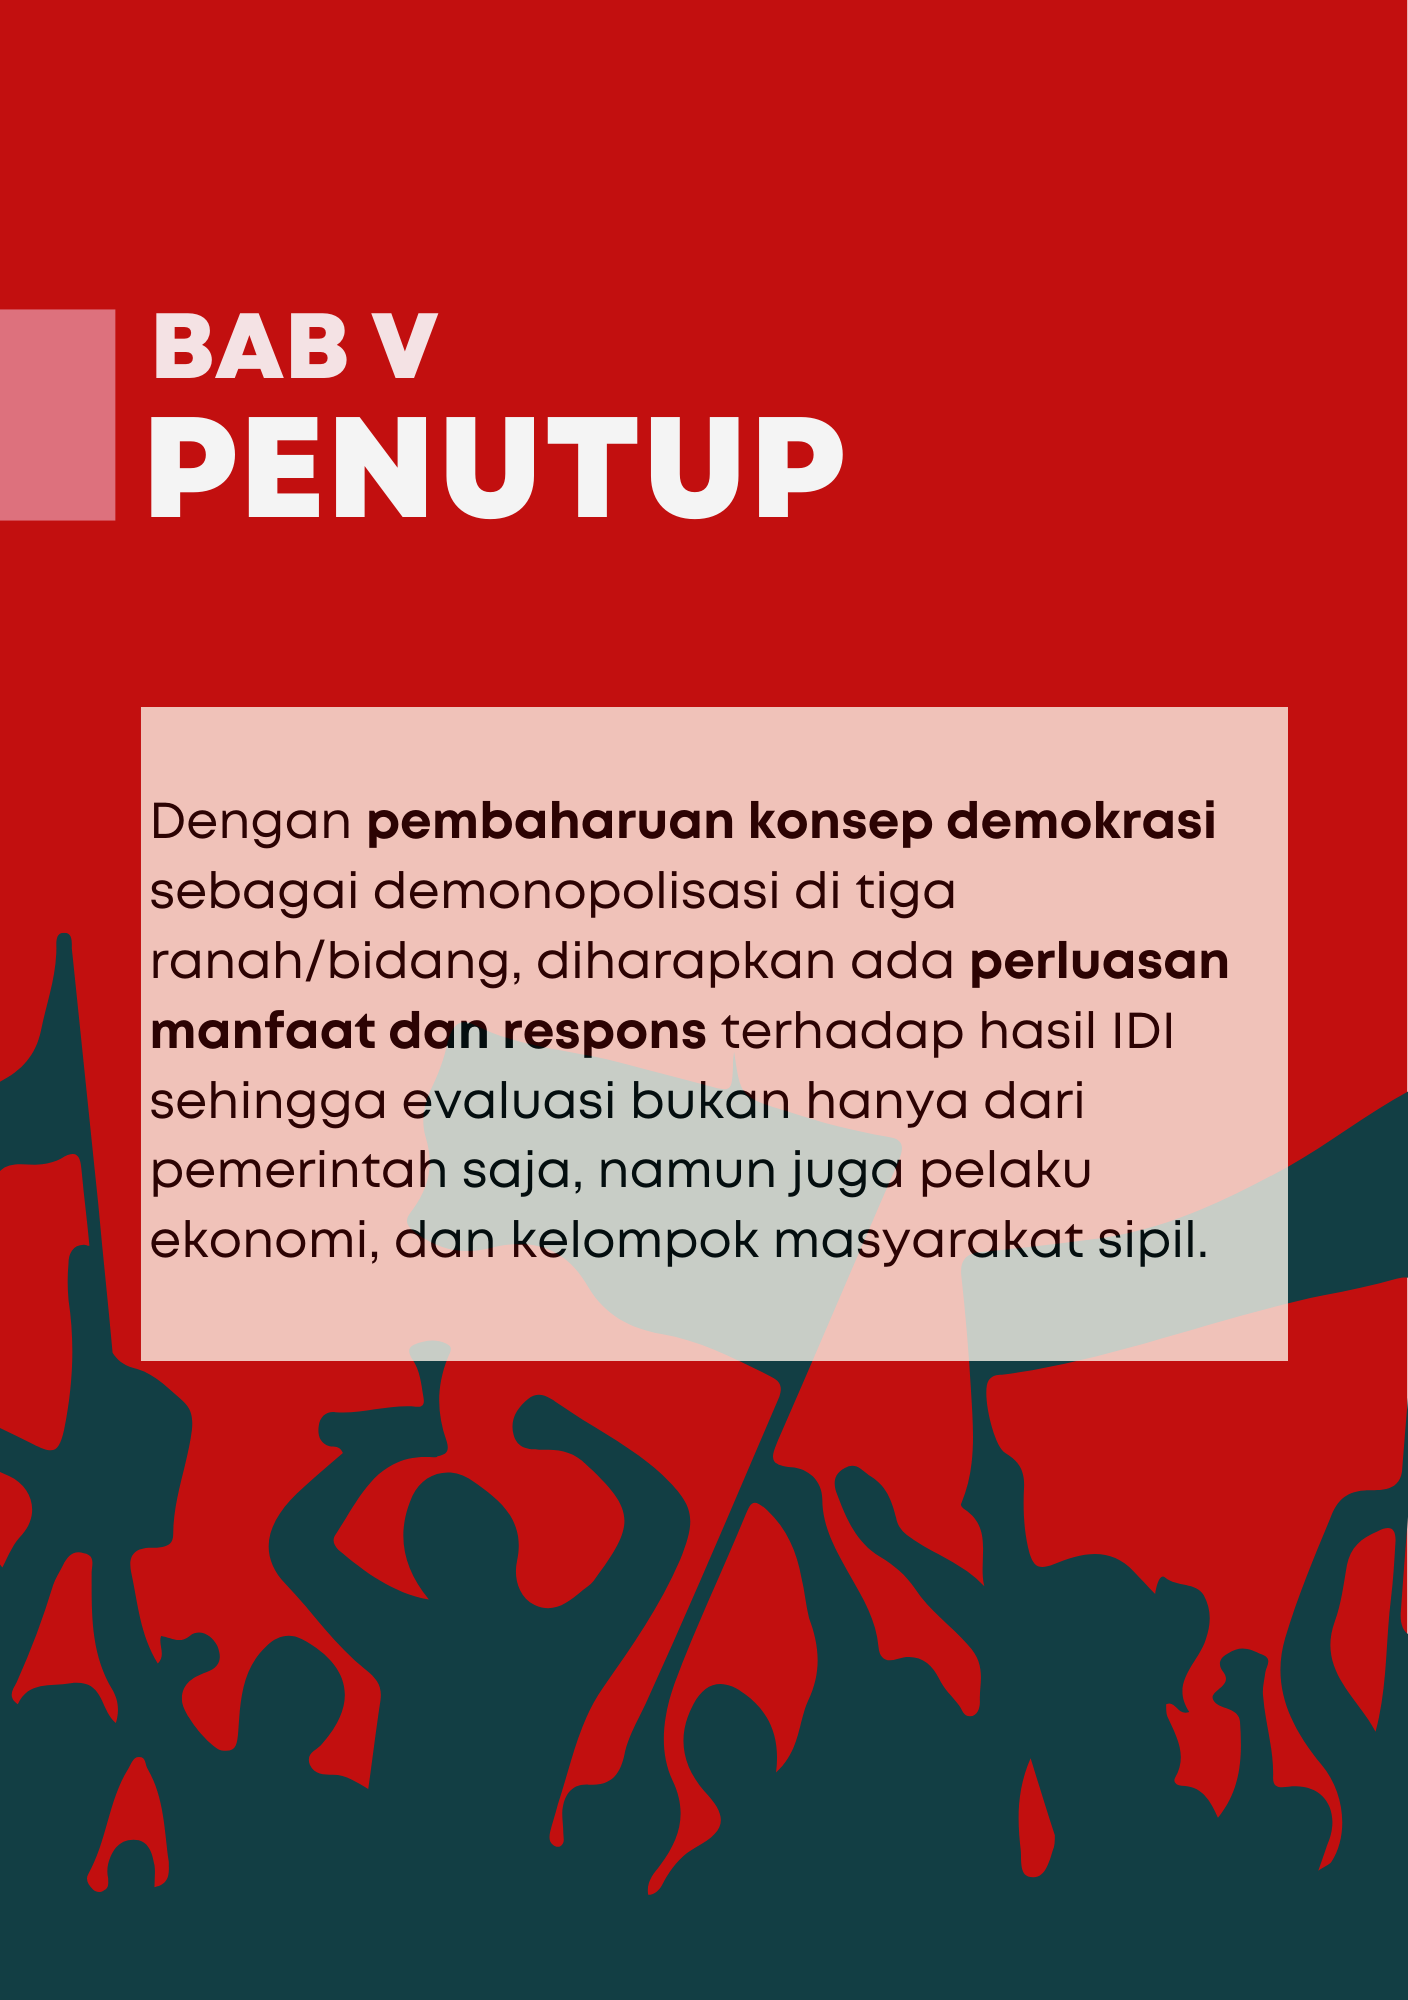 BAB V
PENUTUP
Dengan pembaharuan konsep demokrasi
sebagai demonopolisasi di tiga
ranah/bidang, diharapkan ada perluasan
manfaat dan respons terhadap hasil IDI
sehingga evaluasi bukan hanya dari
pemerintah saja, namun juga pelaku
ekonomi, dan kelompok masyarakat sipil.